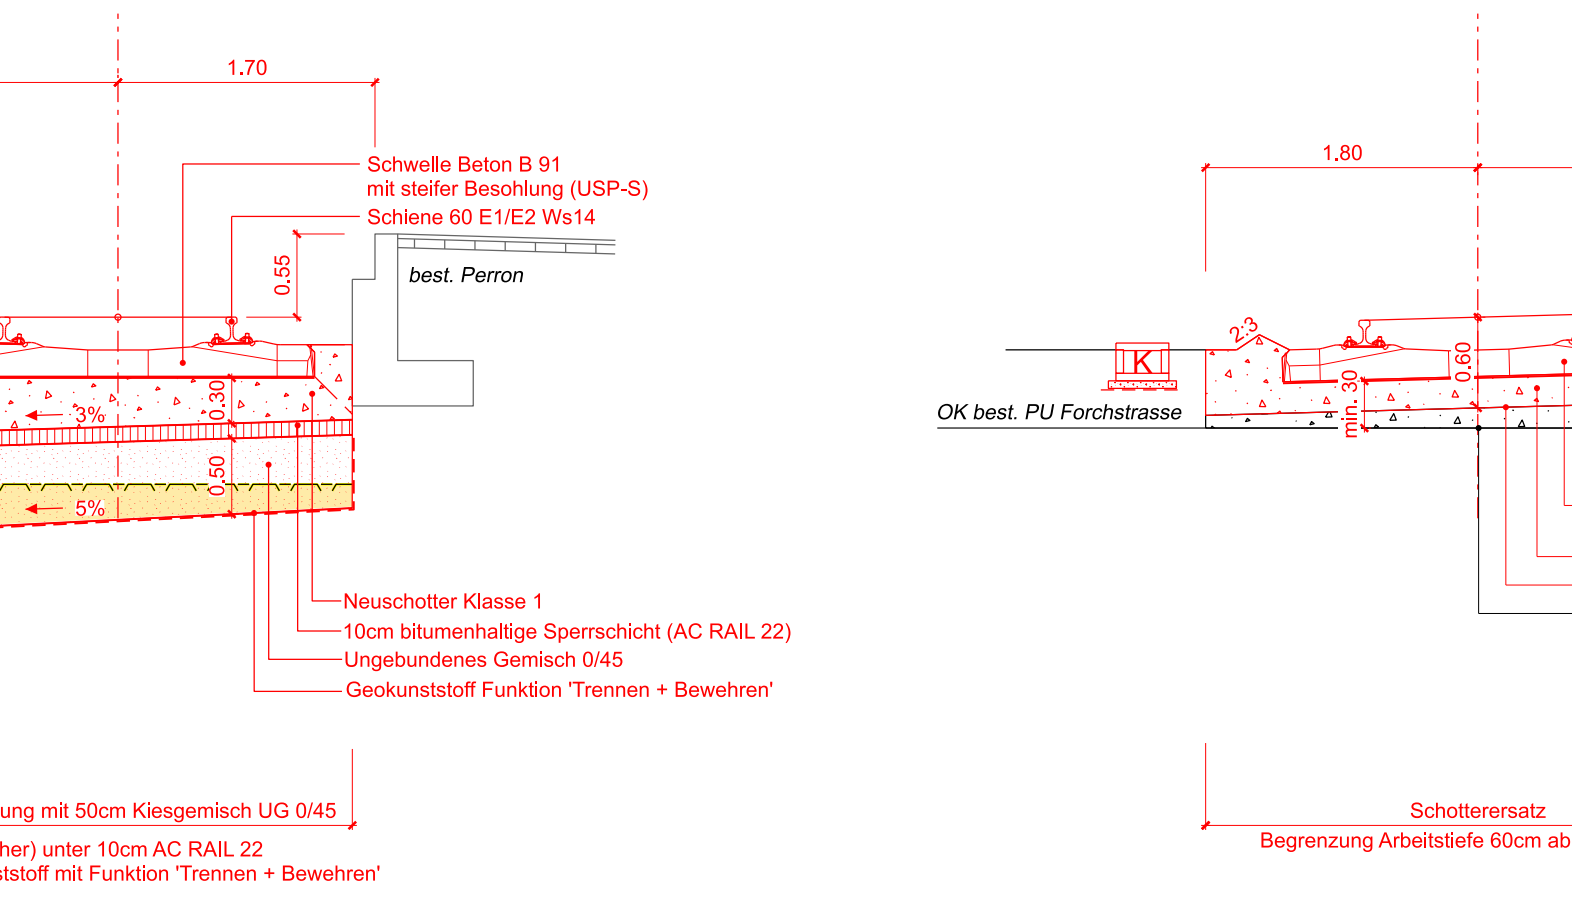 1.70
Schwelle Beton B 91
mit steifer Besohlung (USP-S)
Schiene 60 E1/E2 Ws14
0.55
best. Perron
0.30
3%
0.50
5%
Neuschotter Klasse 1
10cm bitumenhaltige Sperrschicht (AC RAIL 22)
Ungebundenes Gemisch 0/45
Geokunststoff Funktion 'Trennen + Bewehren'
ung mit 50cm Kiesgemisch UG 0/45
her) unter 10cm AC RAIL 22
ststoff mit Funktion 'Trennen + Bewehren'
1.80
2:3
K
0.60
min. 30
OK best. PU Forchstrasse
Schotterersatz
Begrenzung Arbeitstiefe 60cm ab